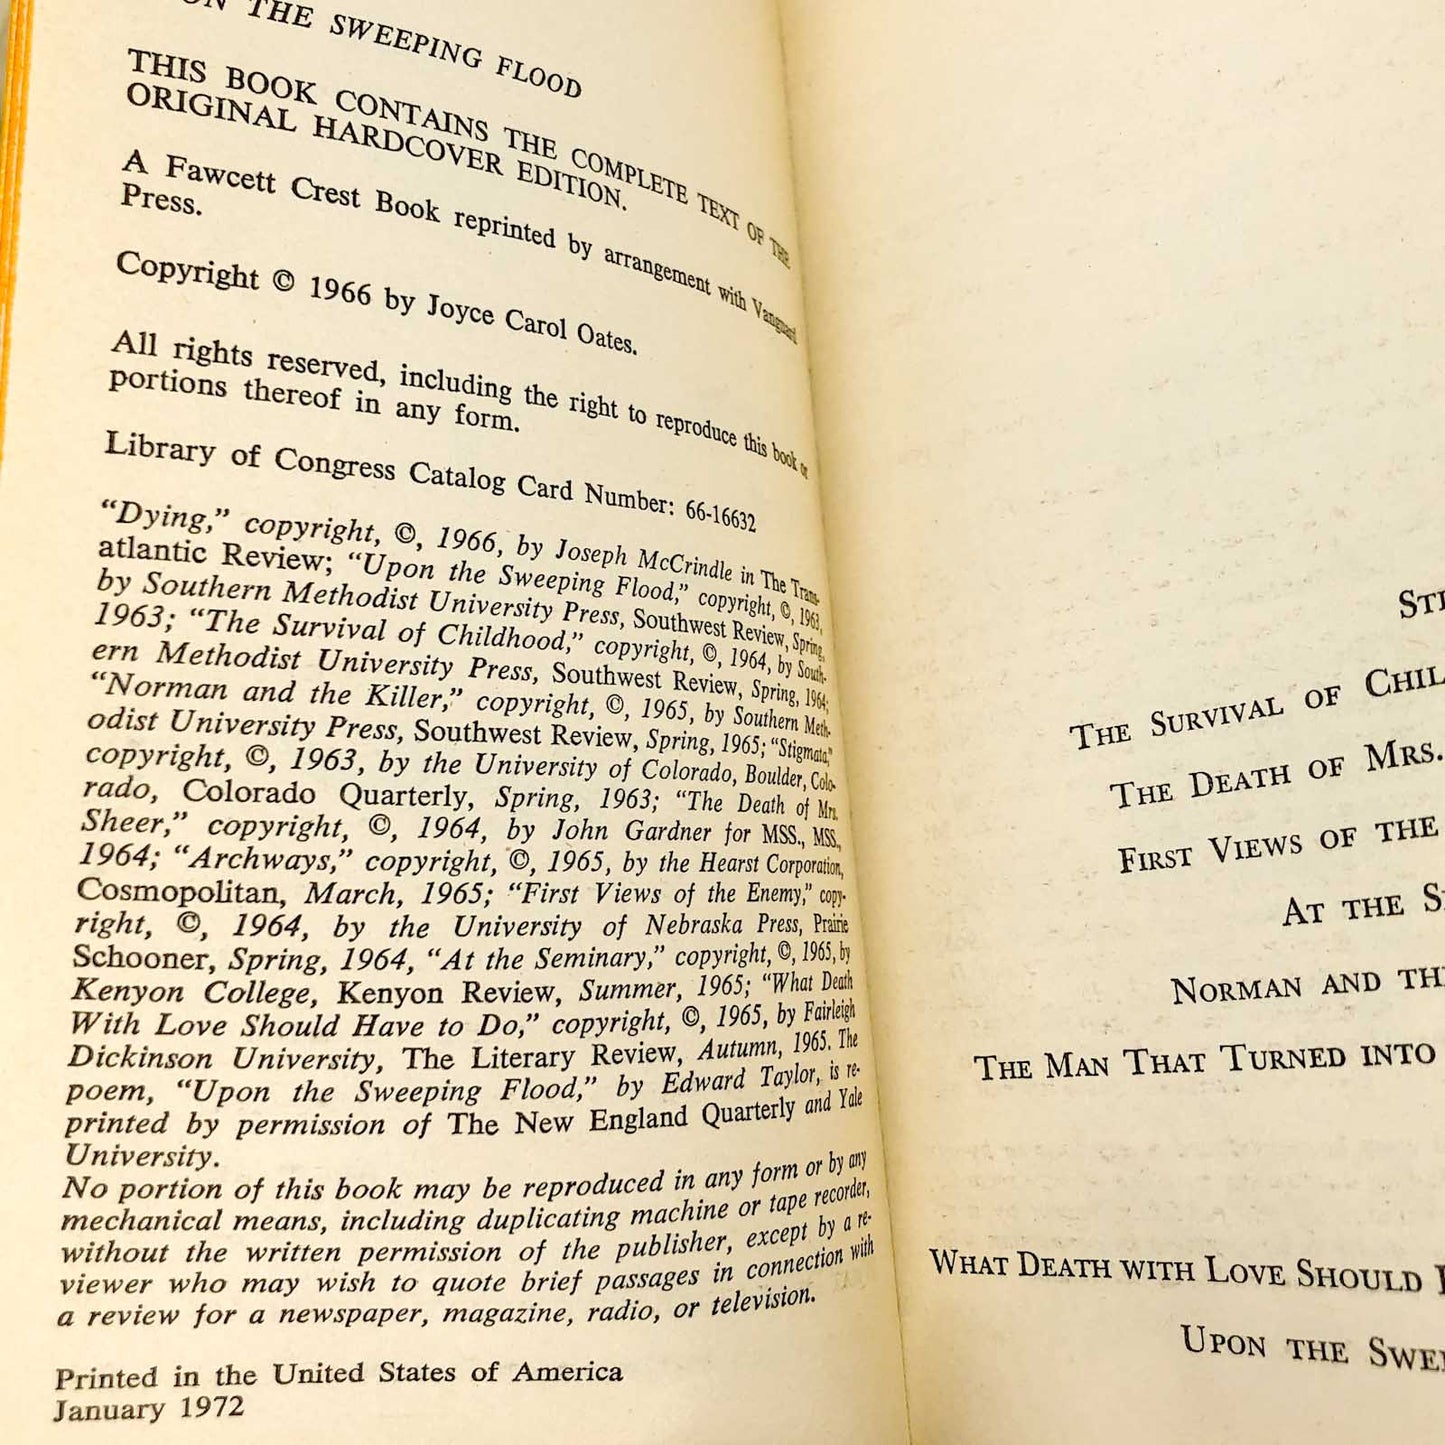 ON THE SWEEPING FLOOD
THIS BOOK CONTAINS THE COMPLETE TEXT OF THE
ORIGINAL HARDCOVER EDITION.
A Fawcett Crest Book reprinted by arrangement with Vanguard
Press.
Copyright © 1966 by Joyce Carol Oates.
All rights reserved, including the right to reproduce this book or
portions thereof in any form.
Library of Congress Catalog Card Number: 66-16632
“Dying,” copyright, ©, 1966, by Joseph McCrindle in The Trans-
atlantic Review; “Upon the Sweeping Flood,” copyright, ©, 1963,
by Southern Methodist University Press, Southwest Review, Spring,
1963; “The Survival of Childhood,” copyright, ©, 1964, by South-
ern Methodist University Press, Southwest Review, Spring, 1964;
“Norman and the Killer,” copyright, ©, 1965, by Southern Meth-
odist University Press, Southwest Review, Spring, 1965; “Stigmata,”
copyright, ©, 1963, by the University of Colorado, Boulder, Colo-
rado, Colorado Quarterly, Spring, 1963; “The Death of Mrs.
Sheer,” copyright, ©, 1964, by John Gardner for MSS., MSS.,
1964; “Archways,” copyright, ©, 1965, by the Hearst Corporation,
Cosmopolitan, March, 1965; “First Views of the Enemy,” copy-
right, ©, 1964, by the University of Nebraska Press, Prairie
Schooner, Spring, 1964, “At the Seminary,” copyright, ©, 1965, by
Kenyon College, Kenyon Review, Summer, 1965; “What Death
With Love Should Have to Do,” copyright, ©, 1965, by Fairleigh
Dickinson University, The Literary Review, Autumn, 1965. The
poem, “Upon the Sweeping Flood,” by Edward Taylor, is re-
printed by permission of The New England Quarterly and Yale
University.
No portion of this book may be reproduced in any form or by any
mechanical means, including duplicating machine or tape recorder,
without the written permission of the publisher, except by a re-
viewer who may wish to quote brief passages in connection with
a review for a newspaper, magazine, radio, or television.
Printed in the United States of America
January 1972
STI
THE SURVIVAL OF CHIL
THE DEATH OF MRS.
FIRST VIEWS OF THE
AT THE S
NORMAN AND TH
THE MAN THAT TURNED INTO
WHAT DEATH WITH LOVE SHOULD
UPON THE SWE